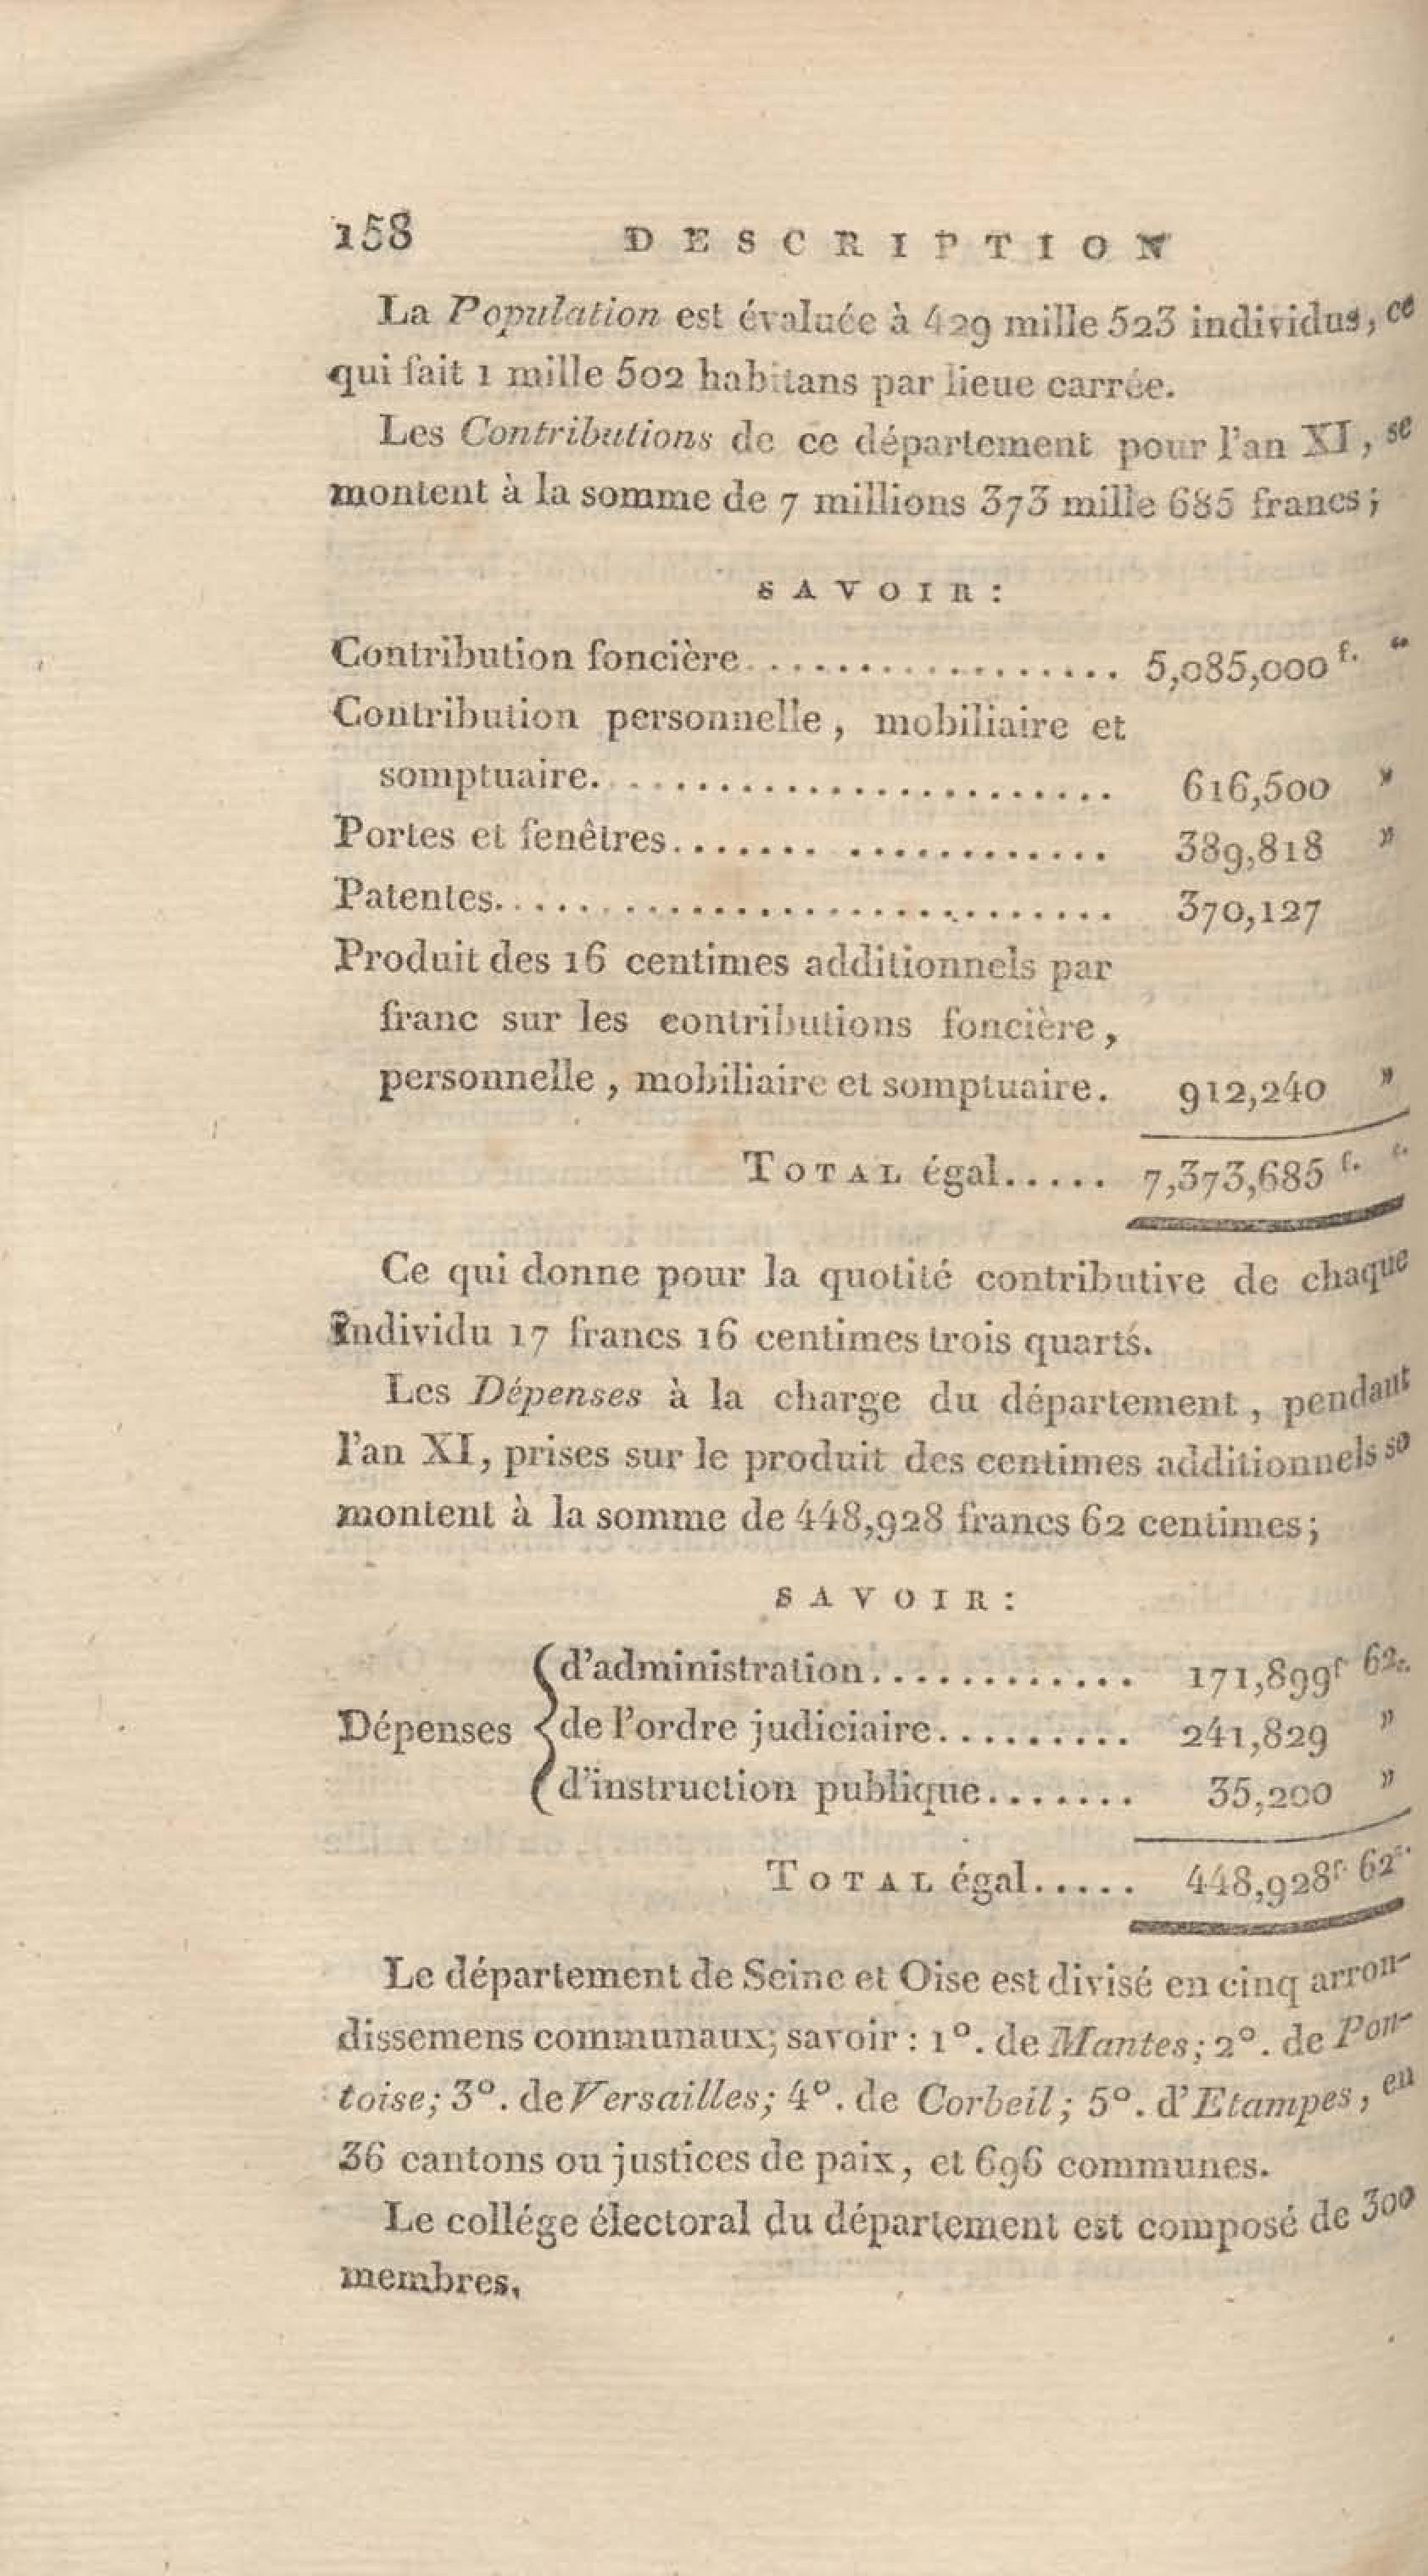 158 DESCRIPTION
La Population est évaluée à 429 mille 523 individus, ce
qui fait 1 mille 502 habitans par lieue carrée.
Les Contributions de ce département pour l'an XI, se
montent à la somme de 7 millions 373 mille 685 francs;
SAVOIR:
Contribution foncière ................. 5,085,000 f. "
Contribution personnelle, mobiliaire et
somptuaire........................ 616,500 "
Portes et fenêtres.................... 389,818 "
Patentes............................ 370,127
Produit des 16 centimes additionnels par
franc sur les contributions foncière,
personnelle, mobiliaire et somptuaire. 912,240 "
TOTAL égal..... 7,373,685 f. c.
Ce qui donne pour la quotité contributive de chaque
individu 17 francs 16 centimes trois quarts.
Les Dépenses à la charge du département, pendant
l'an XI, prises sur le produit des centimes additionnels se
montent à la somme de 448,928 francs 62 centimes;
SAVOIR:
d'administration............. 171,899f 62c.
Dépenses de l'ordre judiciaire.......... 241,829 "
d'instruction publique....... 35,200 "
TOTAL égal..... 448,928f. 62c.
Le département de Seine et Oise est divisé en cinq arron-
dissemens communaux; savoir : 1°. de Mantes; 2°. de Pon-
toise; 3°. de Versailles; 4°. de Corbeil; 5°. d'Etampes, en
36 cantons ou justices de paix, et 696 communes.
Le collége électoral du département est composé de 300
membres.